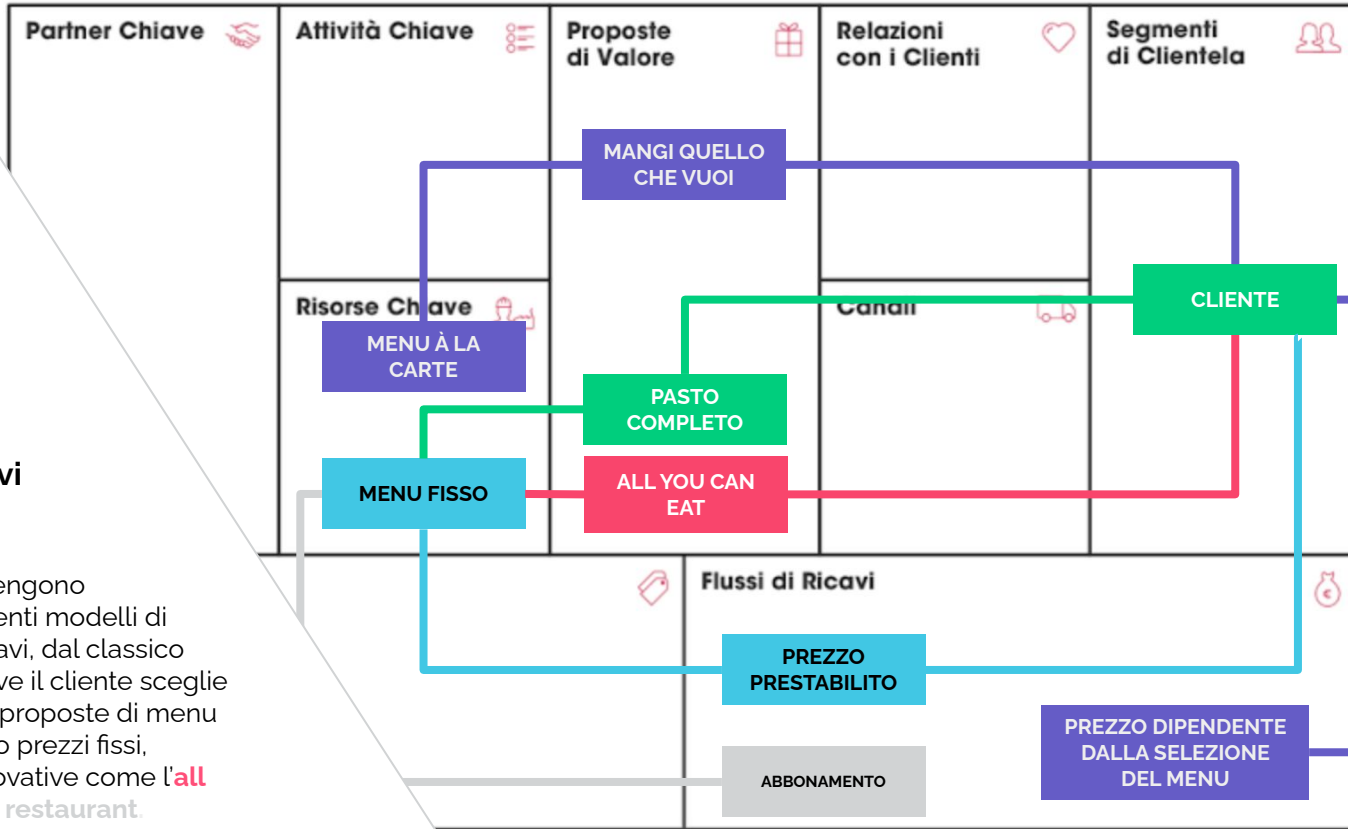 Partner Chiave
Attività Chiave
Proposte
di Valore
Relazioni
con i Clienti
Segmenti
di Clientela
MANGI QUELLO
CHE VUOI
Risorse Chiave
Canali
CLIENTE
MENU À LA
CARTE
PASTO
COMPLETO
MENU FISSO
ALL YOU CAN
EAT
vi
engono
enti modelli di
avi, dal classico
ve il cliente sceglie
proposte di menu
o prezzi fissi,
ovative come l'all
restaurant.
Flussi di Ricavi
€
PREZZO
PRESTABILITO
PREZZO DIPENDENTE
DALLA SELEZIONE
DEL MENU
ABBONAMENTO